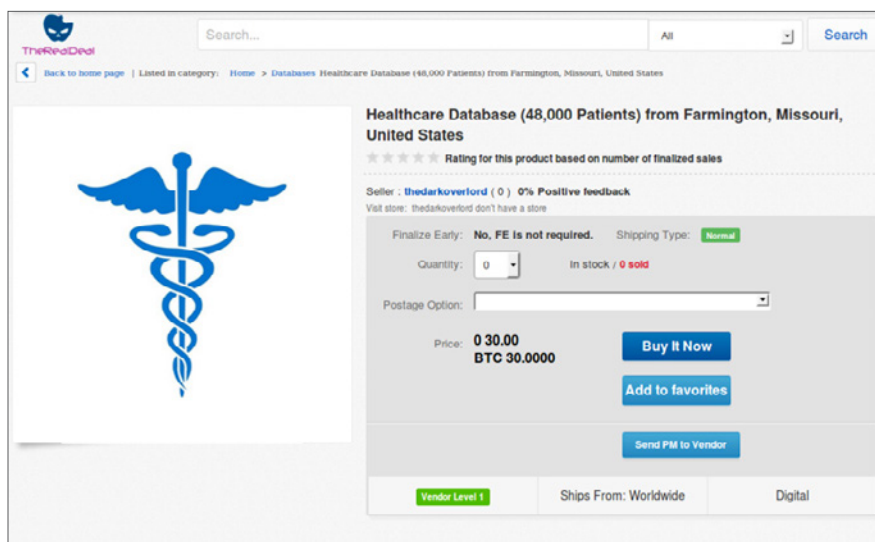 TheRealDeal
Search...
All
Search
Back to home page | Listed in category: Home > Databases Healthcare Database (48,000 Patients) from Farmington, Missouri, United States
Healthcare Database (48,000 Patients) from Farmington, Missouri,
United States
Rating for this product based on number of finalized sales
Seller : thedarkoverlord ( 0 ) 0% Positive feedback
Visit store: thedarkoverlord don't have a store
Finalize Early: No, FE is not required. Shipping Type: Normal
Quantity: 0 In stock / 0 sold
Postage Option:
Price: 0 30.00
BTC 30.0000
Buy It Now
Add to favorites
Send PM to Vendor
Vendor Level 1 Ships From: Worldwide Digital